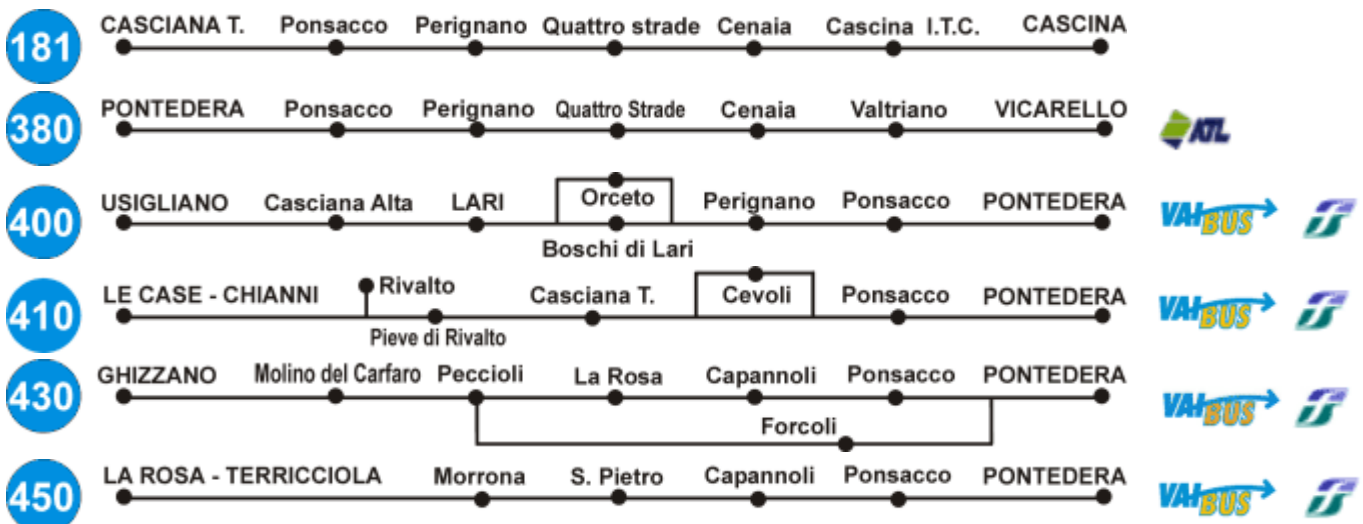 181 CASCIANA T. Ponsacco Perignano Quattro strade Cenaia Cascina I.T.C. CASCINA
380 PONTEDERA Ponsacco Perignano Quattro Strade Cenaia Valtriano VICARELLO ATL
400 USIGLIANO Casciana Alta LARI Orceto Perignano Ponsacco PONTEDERA VAIBUS
Boschi di Lari
410 LE CASE - CHIANNI Rivalto Casciana T. Cevoli Ponsacco PONTEDERA VAIBUS
Pieve di Rivalto
430 GHIZZANO Molino del Carfaro Peccioli La Rosa Capannoli Ponsacco PONTEDERA VAIBUS
Forcoli
450 LA ROSA - TERRICCIOLA Morrona S. Pietro Capannoli Ponsacco PONTEDERA VAIBUS